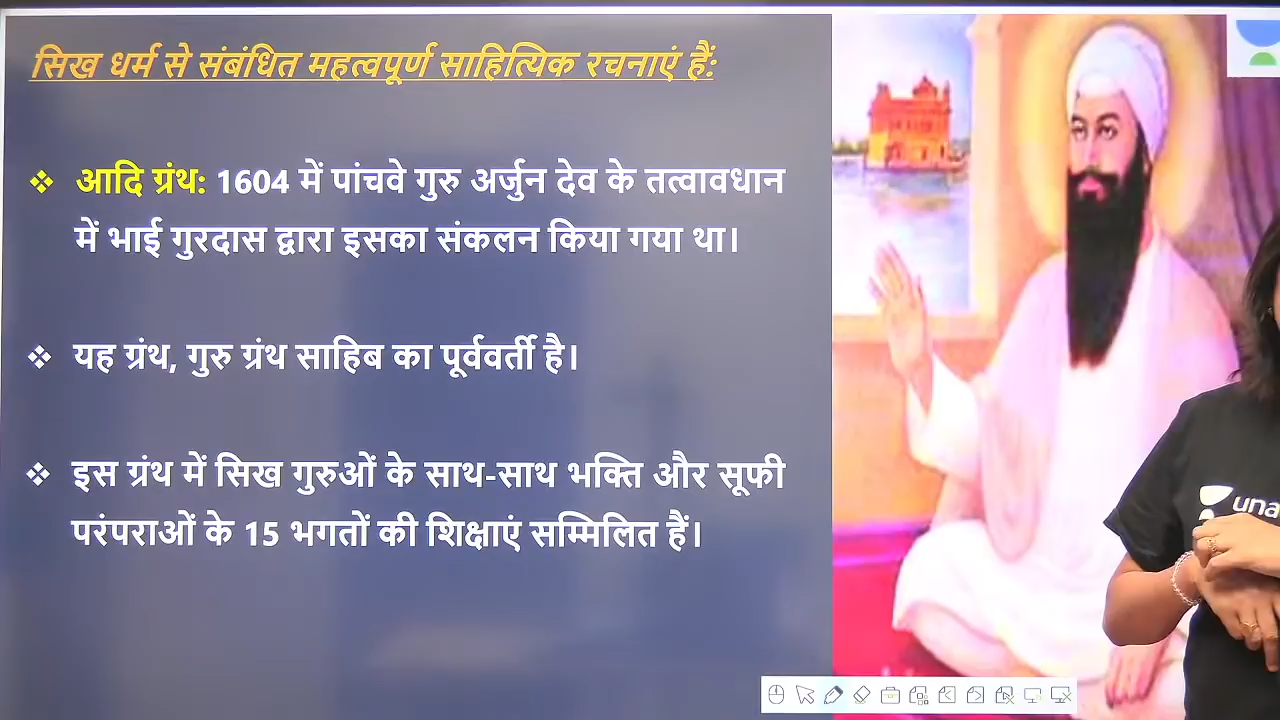 सिख धर्म से संबंधित महत्वपूर्ण साहित्यिक रचनाएं हैं:
❖ आदि ग्रंथ: 1604 में पांचवे गुरु अर्जुन देव के तत्वावधान
में भाई गुरदास द्वारा इसका संकलन किया गया था।
❖ यह ग्रंथ, गुरु ग्रंथ साहिब का पूर्ववर्ती है।
❖ इस ग्रंथ में सिख गुरुओं के साथ-साथ भक्ति और सूफी
परंपराओं के 15 भगतों की शिक्षाएं सम्मिलित हैं।
una